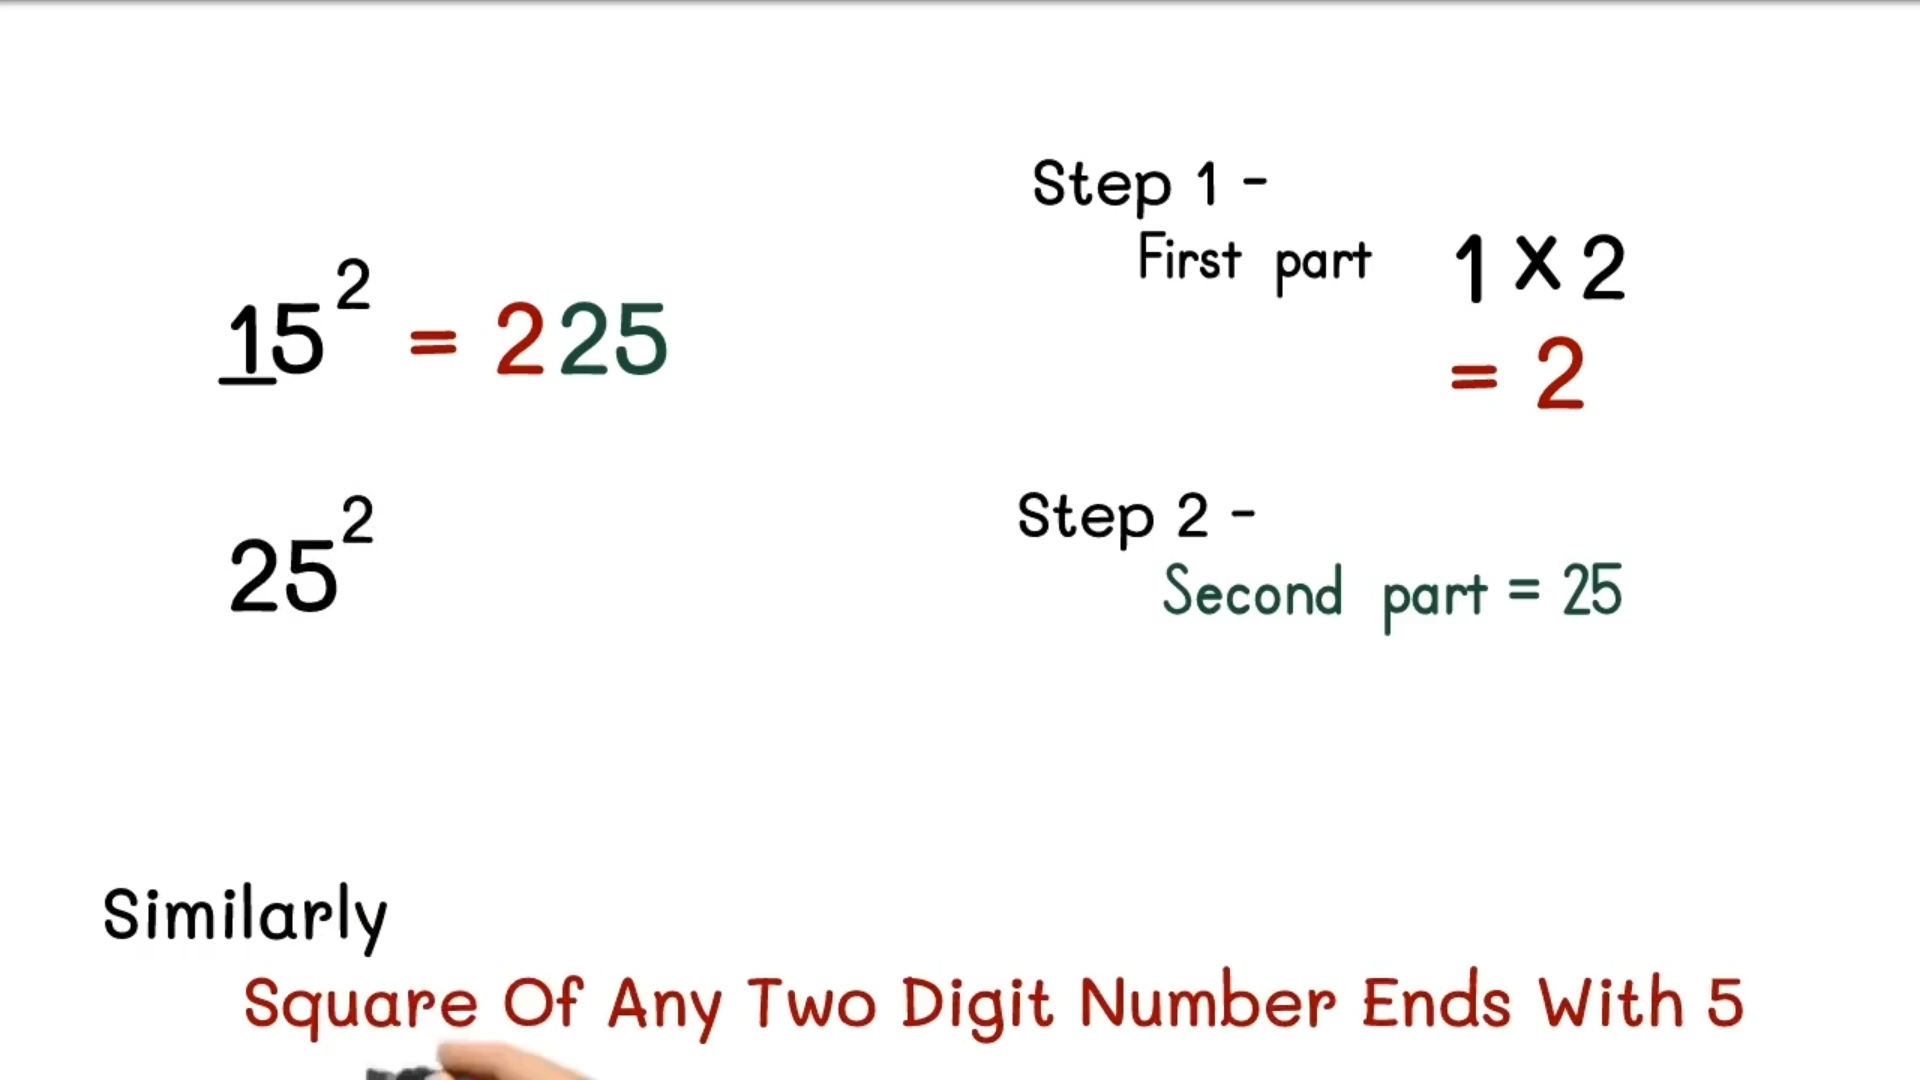 15² = 225
25²
Step 1 -
First part 1 x 2
= 2
Step 2 -
Second part = 25
Similarly
Square Of Any Two Digit Number Ends With 5